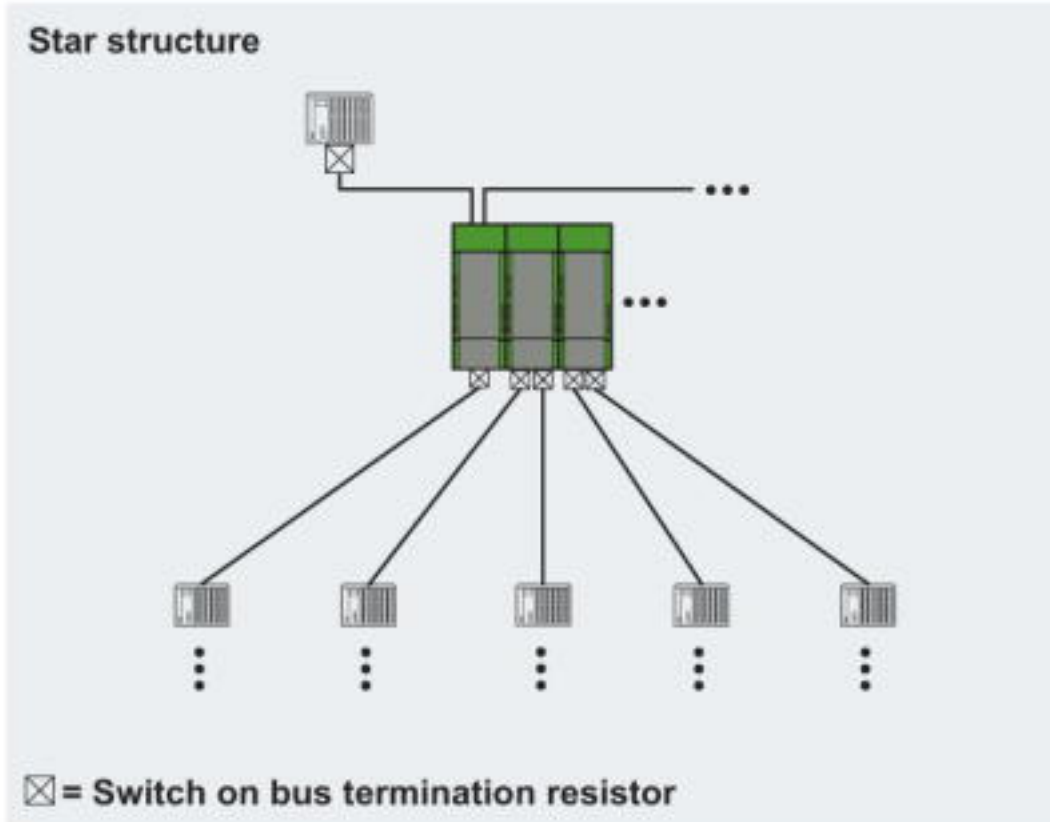 Star structure
= Switch on bus termination resistor